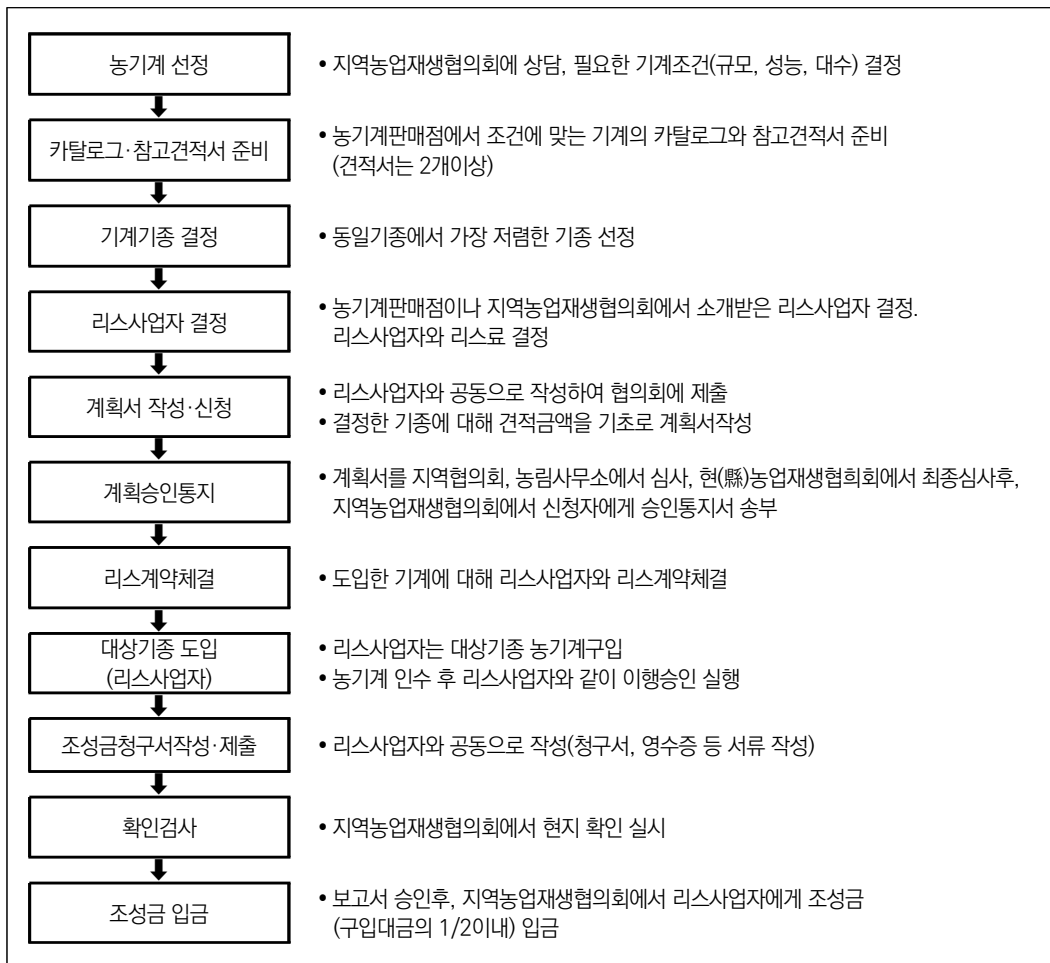 농기계 선정
• 지역농업재생협의회에 상담, 필요한 기계조건(규모, 성능, 대수) 결정
카탈로그·참고견적서 준비
• 농기계판매점에서 조건에 맞는 기계의 카탈로그와 참고견적서 준비
(견적서는 2개이상)
기계기종 결정
• 동일기종에서 가장 저렴한 기종 선정
리스사업자 결정
• 농기계판매점이나 지역농업재생협의회에서 소개받은 리스사업자 결정.
리스사업자와 리스료 결정
계획서 작성·신청
• 리스사업자와 공동으로 작성하여 협의회에 제출
• 결정한 기종에 대해 견적금액을 기초로 계획서작성
계획승인통지
• 계획서를 지역협의회, 농림사무소에서 심사, 현(縣)농업재생협희회에서 최종심사후,
지역농업재생협의회에서 신청자에게 승인통지서 송부
리스계약체결
• 도입한 기계에 대해 리스사업자와 리스계약체결
대상기종 도입
(리스사업자)
• 리스사업자는 대상기종 농기계구입
• 농기계 인수 후 리스사업자와 같이 이행승인 실행
조성금청구서작성·제출
• 리스사업자와 공동으로 작성(청구서, 영수증 등 서류 작성)
확인검사
• 지역농업재생협의회에서 현지 확인 실시
조성금 입금
• 보고서 승인후, 지역농업재생협의회에서 리스사업자에게 조성금
(구입대금의 1/2이내) 입금